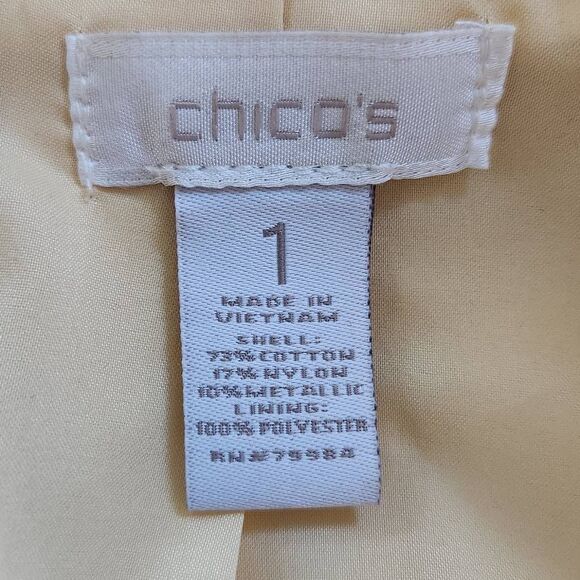 chico's
1
MADE IN
VIETNAM
SHELL:
73% COTTON
17% NYLON
10% METALLIC
LINING:
100% POLYESTER
RN# 79984